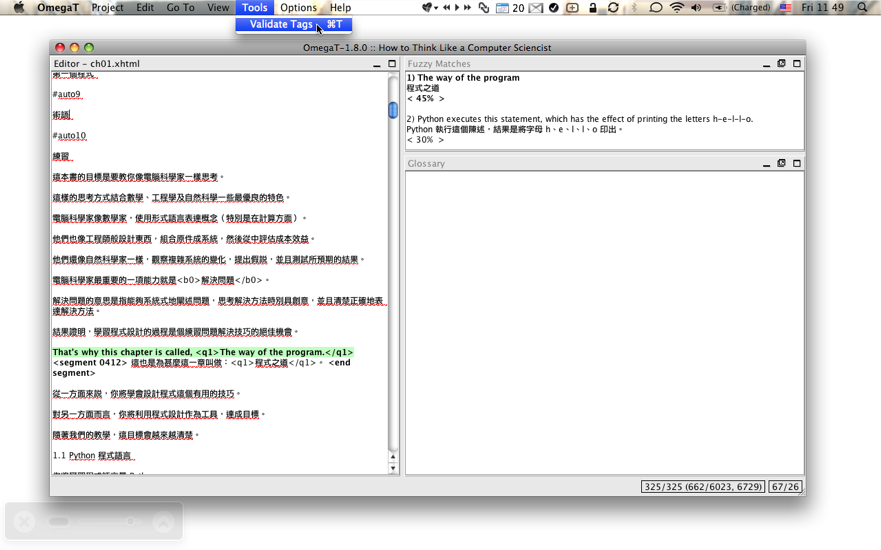 OmegaT Project Edit Go To View Tools Options Help 20 (Charged) Fri 11 49
Validate Tags ⌘T
OmegaT-1.8.0 :: How to Think Like a Computer Scienctist
Editor - ch01.xhtml
第一個程式
#auto9
術語
#auto10
練習
這本書的目標是要教你像電腦科學家一樣思考。
這樣的思考方式結合數學、工程學及自然科學一些最優良的特色。
電腦科學家像數學家,使用形式語言表達概念(特別是在計算方面)。
他們也像工程師般設計東西,組合原件成系統,然後從中評估成本效益。
他們還像自然科學家一樣,觀察複雜系統的變化,提出假說,並且測試所預期的結果。
電腦科學家最重要的一項能力就是<b0>解決問題</b0>。
解決問題的意思是指能夠系統式地闡述問題,思考解決方法時別具創意,並且清楚正確地表
達解決方法。
結果證明,學習程式設計的過程是個練習問題解決技巧的絕佳機會。
That's why this chapter is called, <q1>The way of the program.</q1>
<segment 0412> 這也是為甚麼這一章叫做:<q1>程式之道</q1>。 <end
segment>
從一方面來說,你將學會設計程式這個有用的技巧。
對另一方面而言,你將利用程式設計作為工具,達成目標。
隨著我們的教學,這目標會越來越清楚。
1.1 Python 程式語言
Fuzzy Matches
1) The way of the program
程式之道
< 45% >
2) Python executes this statement, which has the effect of printing the letters h-e-l-l-o.
Python 執行這個陳述,結果是將字母 h、e、l、l、o 印出。
< 30% >
Glossary
325/325 (662/6023, 6729) 67/26